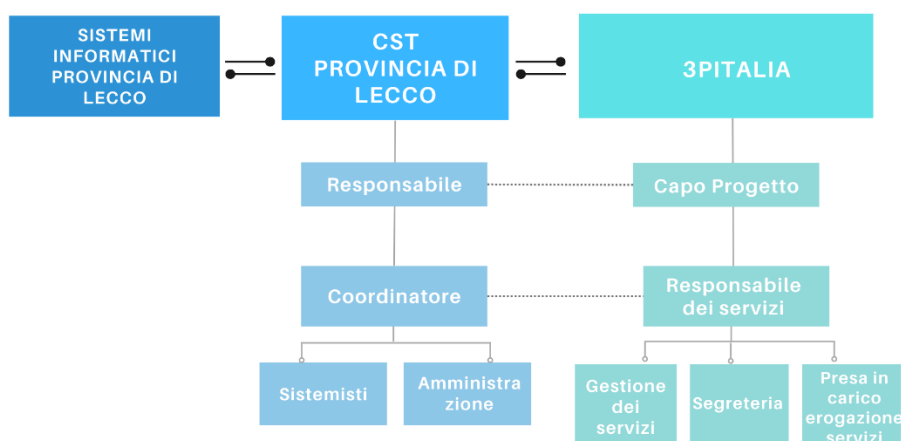 SISTEMI
INFORMATICI
PROVINCIA DI
LECCO
CST
PROVINCIA DI
LECCO
3PITALIA
Responsabile
Capo Progetto
Coordinatore
Responsabile
dei servizi
Sistemisti
Amministra
zione
Gestione
dei
servizi
Segreteria
Presa in
carico
erogazione
servizi